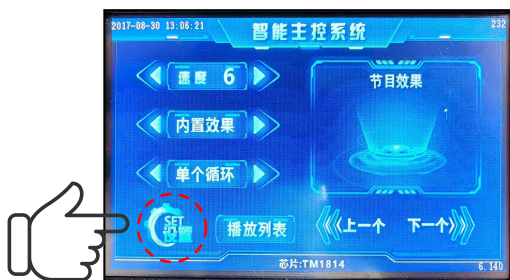 2017-08-30 13:06:21
智能主控系统
232
速度 6
节目效果
内置效果
单个循环
SET
设置
播放列表
上一个 下一个
芯片:TM1814
6.140